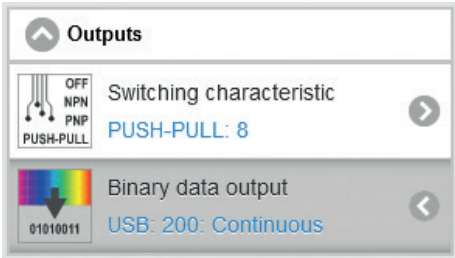 Outputs
OFF
NPN
PNP
PUSH-PULL
Switching characteristic
PUSH-PULL: 8
01010011
Binary data output
USB: 200: Continuous